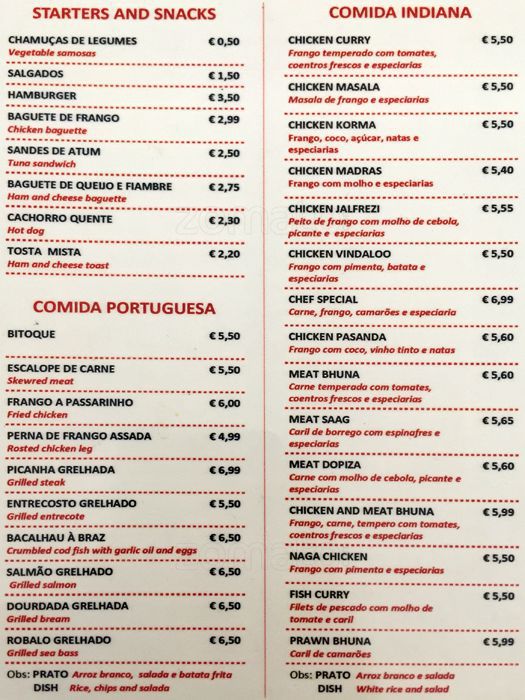 STARTERS AND SNACKS
CHAMUÇAS DE LEGUMES € 0,50
Vegetable samosas
SALGADOS € 1,50
HAMBURGER € 3,50
BAGUETE DE FRANGO € 2,99
Chicken baguette
SANDES DE ATUM € 2,50
Tuna sandwich
BAGUETE DE QUEIJO E FIAMBRE € 2,75
Ham and cheese baguette
CACHORRO QUENTE € 2,30
Hot dog
TOSTA MISTA € 2,20
Ham and cheese toast
COMIDA PORTUGUESA
BITOQUE € 5,50
ESCALOPE DE CARNE € 5,50
Skewred meat
FRANGO A PASSARINHO € 6,00
Fried chicken
PERNA DE FRANGO ASSADA € 4,99
Rosted chicken leg
PICANHA GRELHADA € 6,99
Grilled steak
ENTRECOSTO GRELHADO € 5,50
Grilled entrecote
BACALHAU À BRAZ € 6,50
Crumbled cod fish with garlic oil and eggs
SALMÃO GRELHADO € 6,50
Grilled salmon
DOURDADA GRELHADA € 6,50
Grilled bream
ROBALO GRELHADO € 6,50
Grilled sea bass
Obs: PRATO Arroz branco, salada e batata frita
DISH Rice, chips and salada
COMIDA INDIANA
CHICKEN CURRY € 5,50
Frango temperado com tomates,
coentros frescos e especiarias
CHICKEN MASALA € 5,50
Masala de frango e especiarias
CHICKEN KORMA € 5,50
Frango, coco, açúcar, natas e
especiarias
CHICKEN MADRAS € 5,40
Frango com molho e especiarias
CHICKEN JALFREZI € 5,55
Peito de frango com molho de cebola,
picante e especiarias
CHICKEN VINDALOO € 5,50
Frango com pimenta, batata e
especiarias
CHEF SPECIAL € 6,99
Carne, frango, camarões e especiaria
CHICKEN PASANDA € 5,60
Frango com coco, vinho tinto e natas
MEAT BHUNA € 5,60
Carne temperada com tomates,
coentros frescos e especiarias
MEAT SAAG € 5,65
Caril de borrego com espinafres e
especiarias
MEAT DOPIZA € 5,60
Carne com molho de cebola, picante e
especiarias
CHICKEN AND MEAT BHUNA € 5,99
Frango, carne, tempero com tomates,
coentros frescos e especiarias
NAGA CHICKEN € 5,50
Frango com pimenta e especiarias
FISH CURRY € 5,50
Filets de pescado com molho de
tomate e caril
PRAWN BHUNA € 5,99
Caril de camarões
Obs: PRATO Arroz branco e salada
DISH White rice and salad